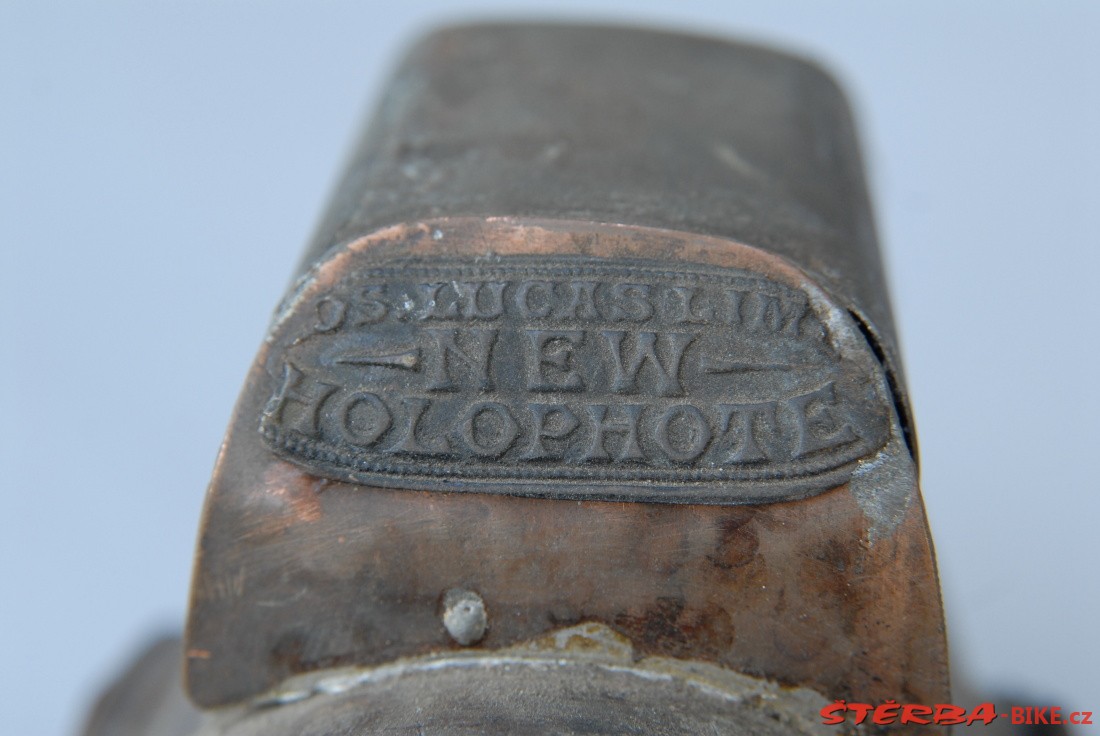 OS. LUCAS LIM
NEW
HOLOPHOTE
ŠTĚRBA-BIKE.cz